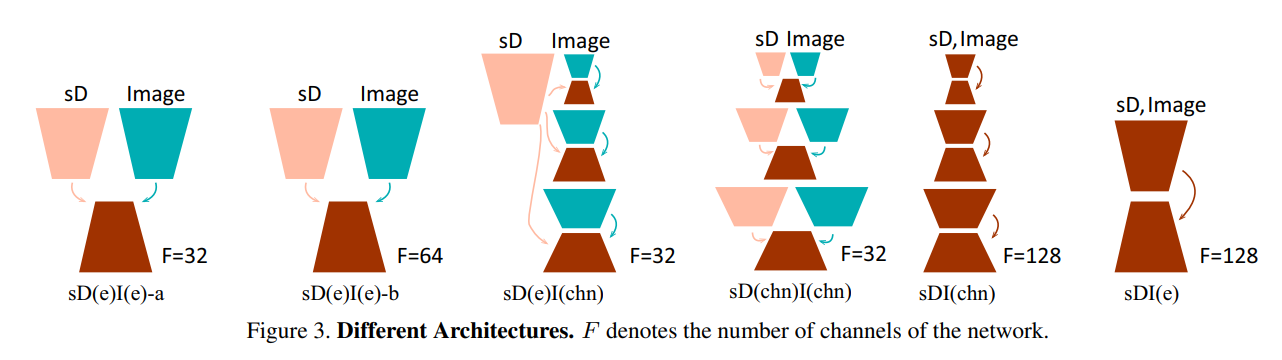 sD Image
F=32
sD(e)I(e)-a
sD Image
F=64
sD(e)I(e)-b
sD Image
F=32
sD(e)I(chn)
sD Image
F=32
sD(chn)I(chn)
sD,Image
F=128
sDI(chn)
sD,Image
F=128
sDI(e)
Figure 3. Different Architectures. F denotes the number of channels of the network.